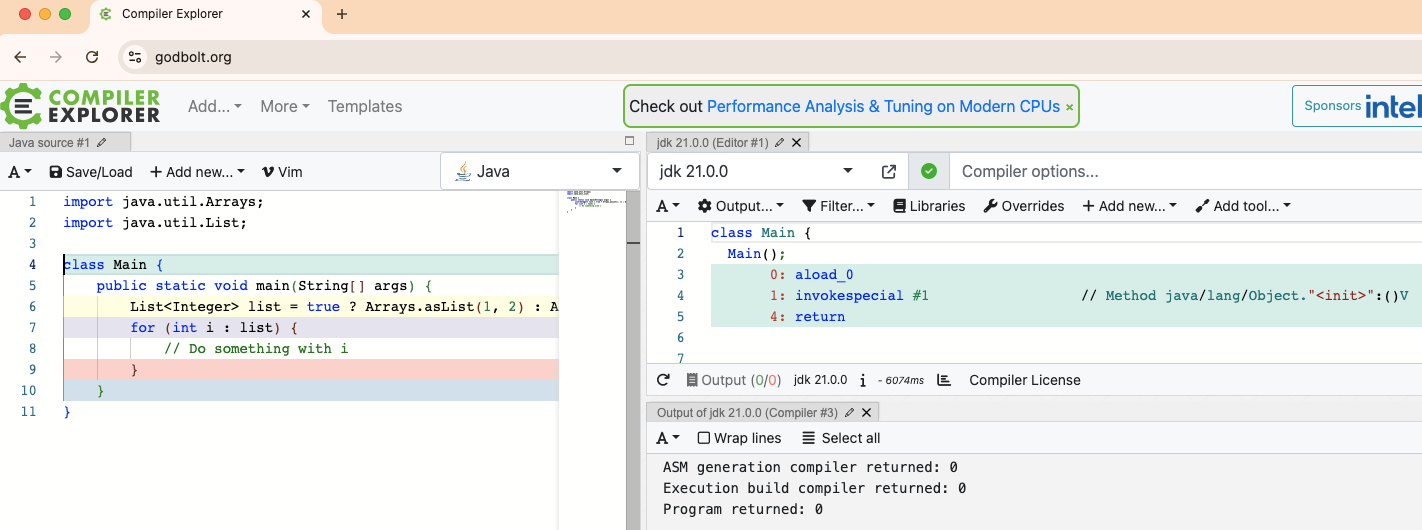 Compiler Explorer
godbolt.org
COMPILER
EXPLORER
Add...
More
Templates
Check out Performance Analysis & Tuning on Modern CPUs ×
Sponsors intel
Java source #1
Save/Load
Add new...
Vim
Java
1 import java.util.Arrays;
2 import java.util.List;
3
4 class Main {
5 public static void main(String[] args) {
6 List<Integer> list = true ? Arrays.asList(1, 2) : A
7 for (int i : list) {
8 // Do something with i
9 }
10 }
11 }
jdk 21.0.0 (Editor #1)
jdk 21.0.0
Compiler options...
A
Output...
Filter...
Libraries
Overrides
Add new...
Add tool...
1 class Main {
2 Main();
3 0: aload_0
4 1: invokespecial #1 // Method java/lang/Object."<init>":()V
5 4: return
6
7
Output (0/0) jdk 21.0.0 i - 6074ms Compiler License
Output of jdk 21.0.0 (Compiler #3)
A
Wrap lines
Select all
ASM generation compiler returned: 0
Execution build compiler returned: 0
Program returned: 0